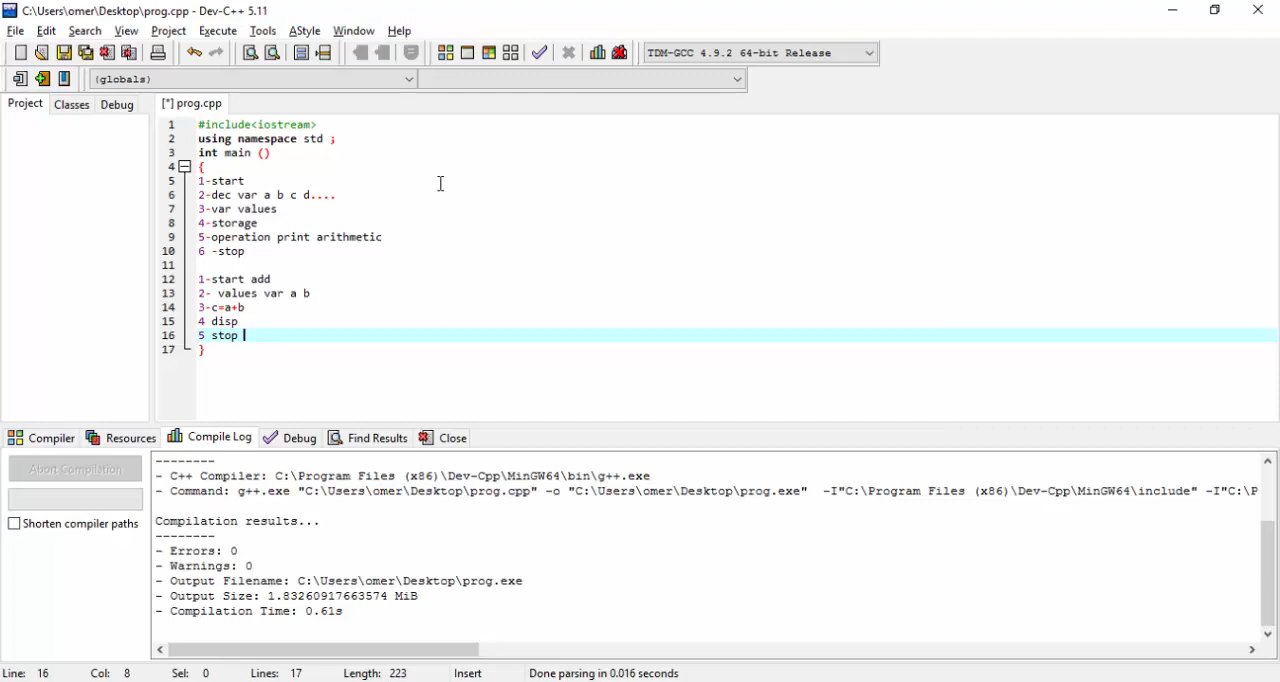 C:\Users\omer\Desktop\prog.cpp - Dev-C++ 5.11
File Edit Search View Project Execute Tools AStyle Window Help
TDM-GCC 4.9.2 64-bit Release
(globals)
Project Classes Debug [*] prog.cpp
1 #include<iostream>
2 using namespace std ;
3 int main ()
4 {
5 1-start
6 2-dec var a b c d....
7 3-var values
8 4-storage
9 5-operation print arithmetic
10 6 -stop
11
12 1-start add
13 2- values var a b
14 3-c=a+b
15 4 disp
16 5 stop
17 }
Compiler Resources Compile Log Debug Find Results Close
Abort Compilation
Shorten compiler paths
--------
- C++ Compiler: C:\Program Files (x86)\Dev-Cpp\MinGW64\bin\g++.exe
- Command: g++.exe "C:\Users\omer\Desktop\prog.cpp" -o "C:\Users\omer\Desktop\prog.exe" -I"C:\Program Files (x86)\Dev-Cpp\MinGW64\include" -I"C:\P
Compilation results...
--------
- Errors: 0
- Warnings: 0
- Output Filename: C:\Users\omer\Desktop\prog.exe
- Output Size: 1.83260917663574 MiB
- Compilation Time: 0.61s
Line: 16 Col: 8 Sel: 0 Lines: 17 Length: 223 Insert Done parsing in 0.016 seconds